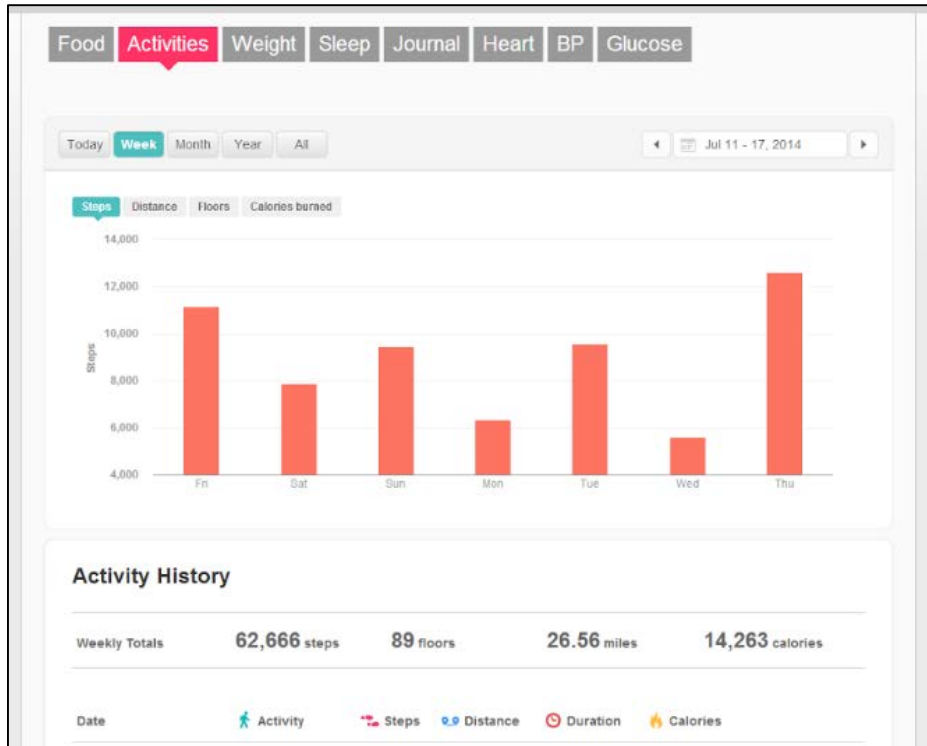 Food Activities Weight Sleep Journal Heart BP Glucose
Today Week Month Year All Jul 11 - 17, 2014
Steps Distance Floors Calories burned
14,000
12,000
10,000
Steps
8,000
6,000
4,000
Fri Sat Sun Mon Tue Wed Thu
Activity History
Weekly Totals 62,666 steps 89 floors 26.56 miles 14,263 calories
Date Activity Steps Distance Duration Calories